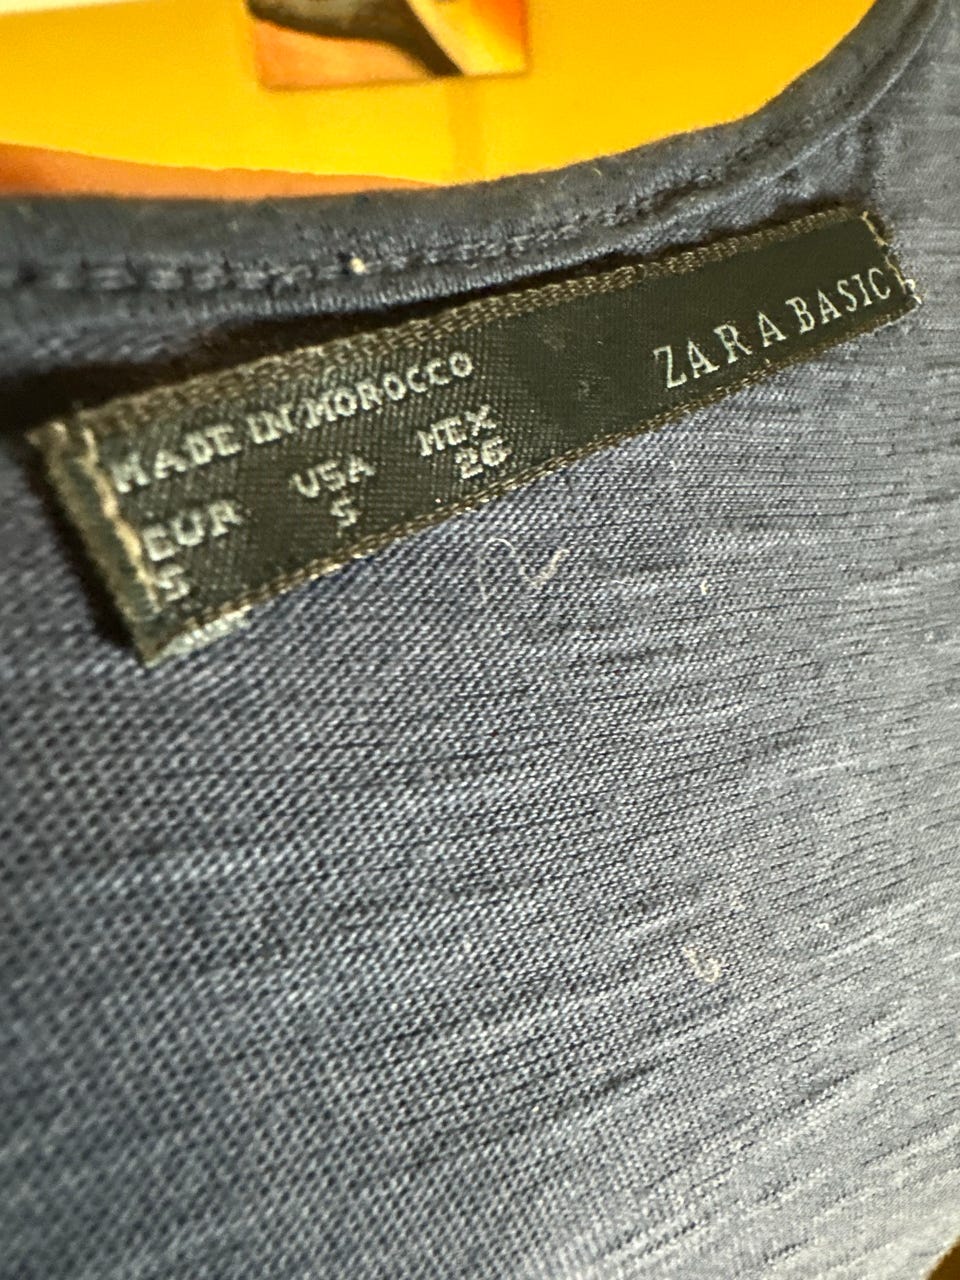 ZARA BASIC
MADE IN MOROCCO
EUR USA MEX
S S 26